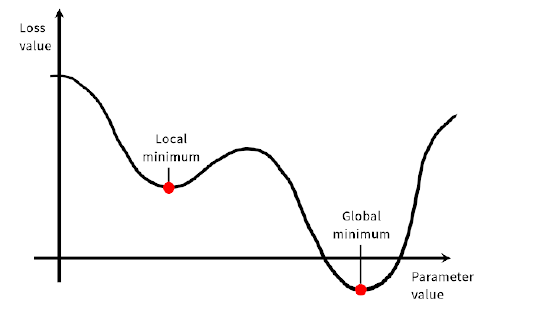 Loss
value
Local
minimum
Global
minimum
Parameter
value